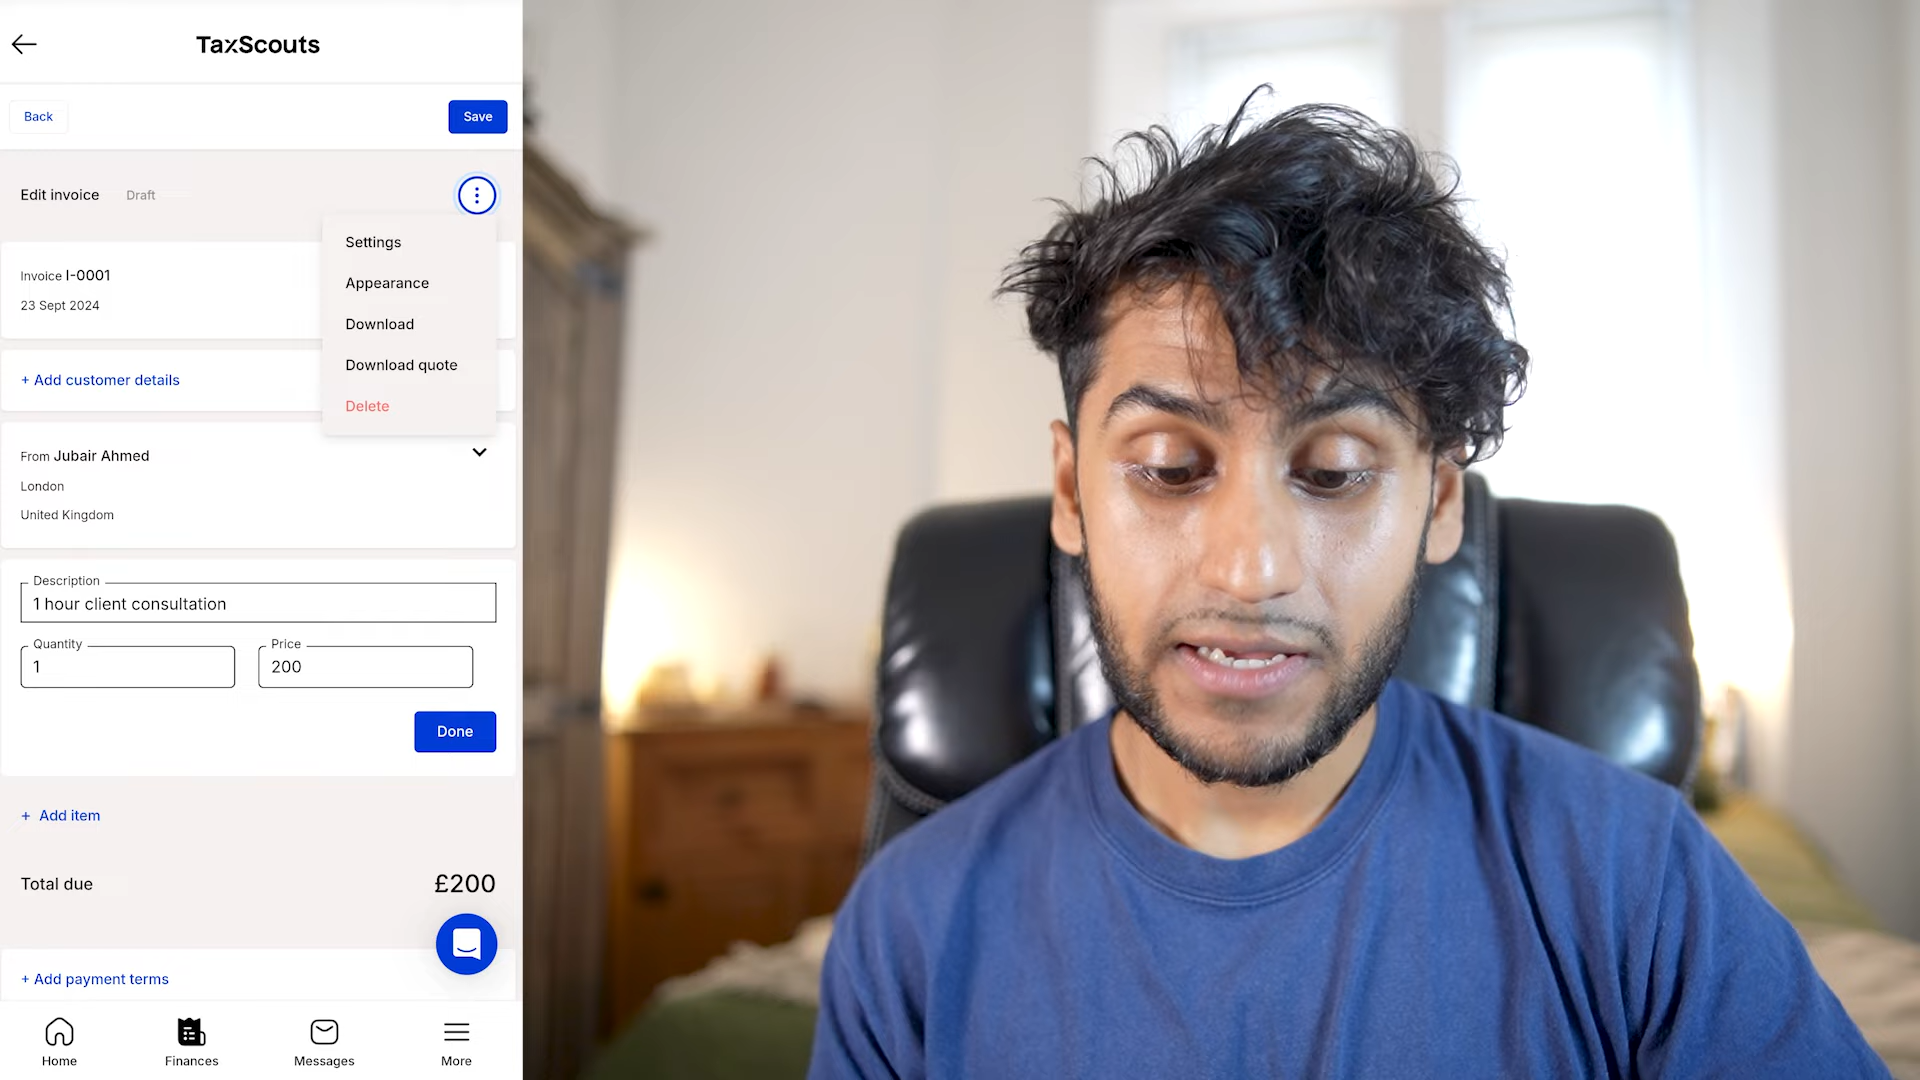 TaxScouts
Back
Save
Edit invoice Draft
Settings
Appearance
Download
Download quote
Delete
Invoice I-0001
23 Sept 2024
+ Add customer details
From Jubair Ahmed
London
United Kingdom
Description
1 hour client consultation
Quantity
1
Price
200
Done
+ Add item
Total due £200
+ Add payment terms
Home
Finances
Messages
More